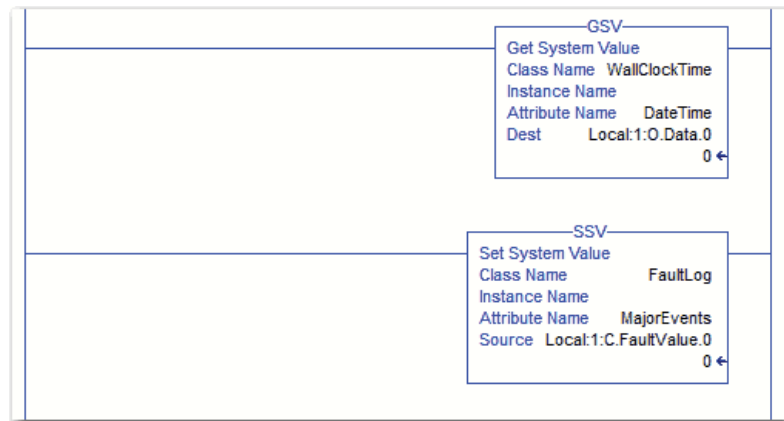 GSV
Get System Value
Class Name WallClockTime
Instance Name
Attribute Name DateTime
Dest Local:1:O.Data.0
0
SSV
Set System Value
Class Name FaultLog
Instance Name
Attribute Name MajorEvents
Source Local:1:C.FaultValue.0
0